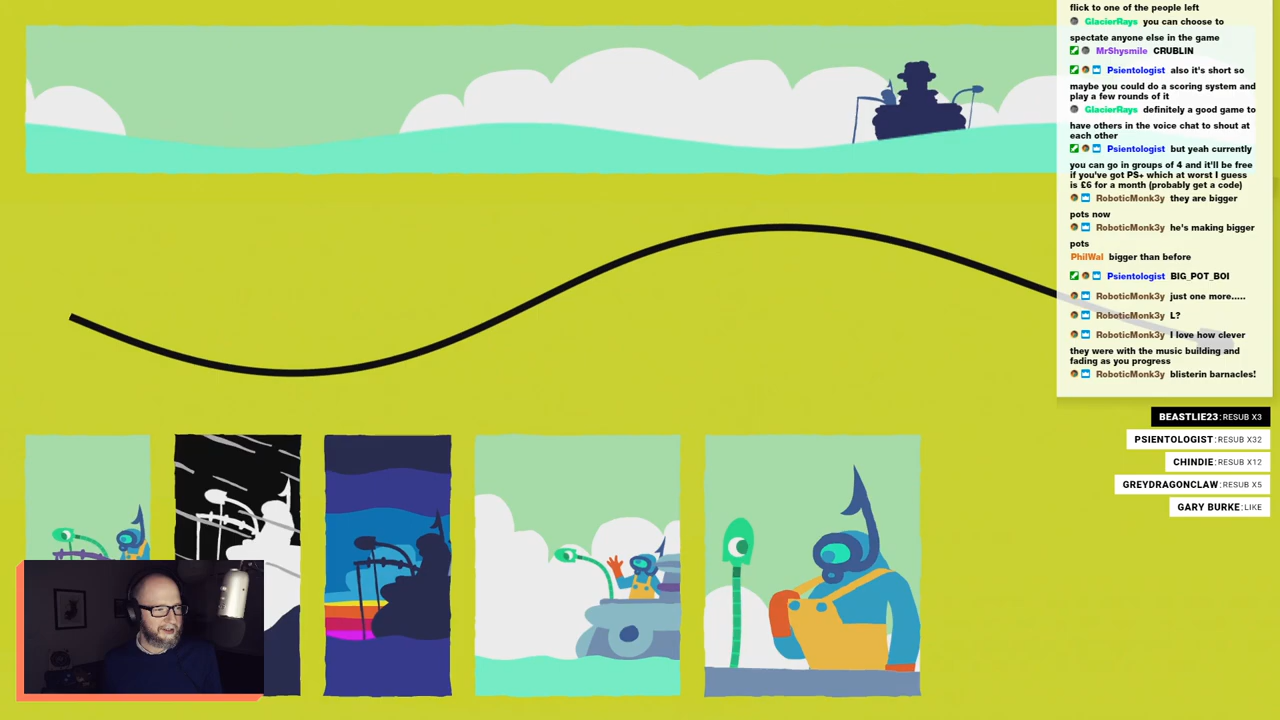 flick to one of the people left
GlacierRays you can choose to
spectate anyone else in the game
MrShysmile CRUBLIN
Psientologist also it's short so
maybe you could do a scoring system and
play a few rounds of it
GlacierRays definitely a good game to
have others in the voice chat to shout at
each other
Psientologist but yeah currently
you can go in groups of 4 and it'll be free
if you've got PS+ which at worst I guess
is £6 for a month (probably get a code)
RoboticMonk3y they are bigger
pots now
RoboticMonk3y he's making bigger
pots
PhilWal bigger than before
Psientologist BIG_POT_BOI
RoboticMonk3y just one more.....
RoboticMonk3y L?
RoboticMonk3y I love how clever
they were with the music building and
fading as you progress
RoboticMonk3y blisterin barnacles!
BEASTLIE23: RESUB X3
PSIENTOLOGIST: RESUB X32
CHINDIE: RESUB X12
GREYDRAGONCLAW: RESUB X5
GARY BURKE: LIKE